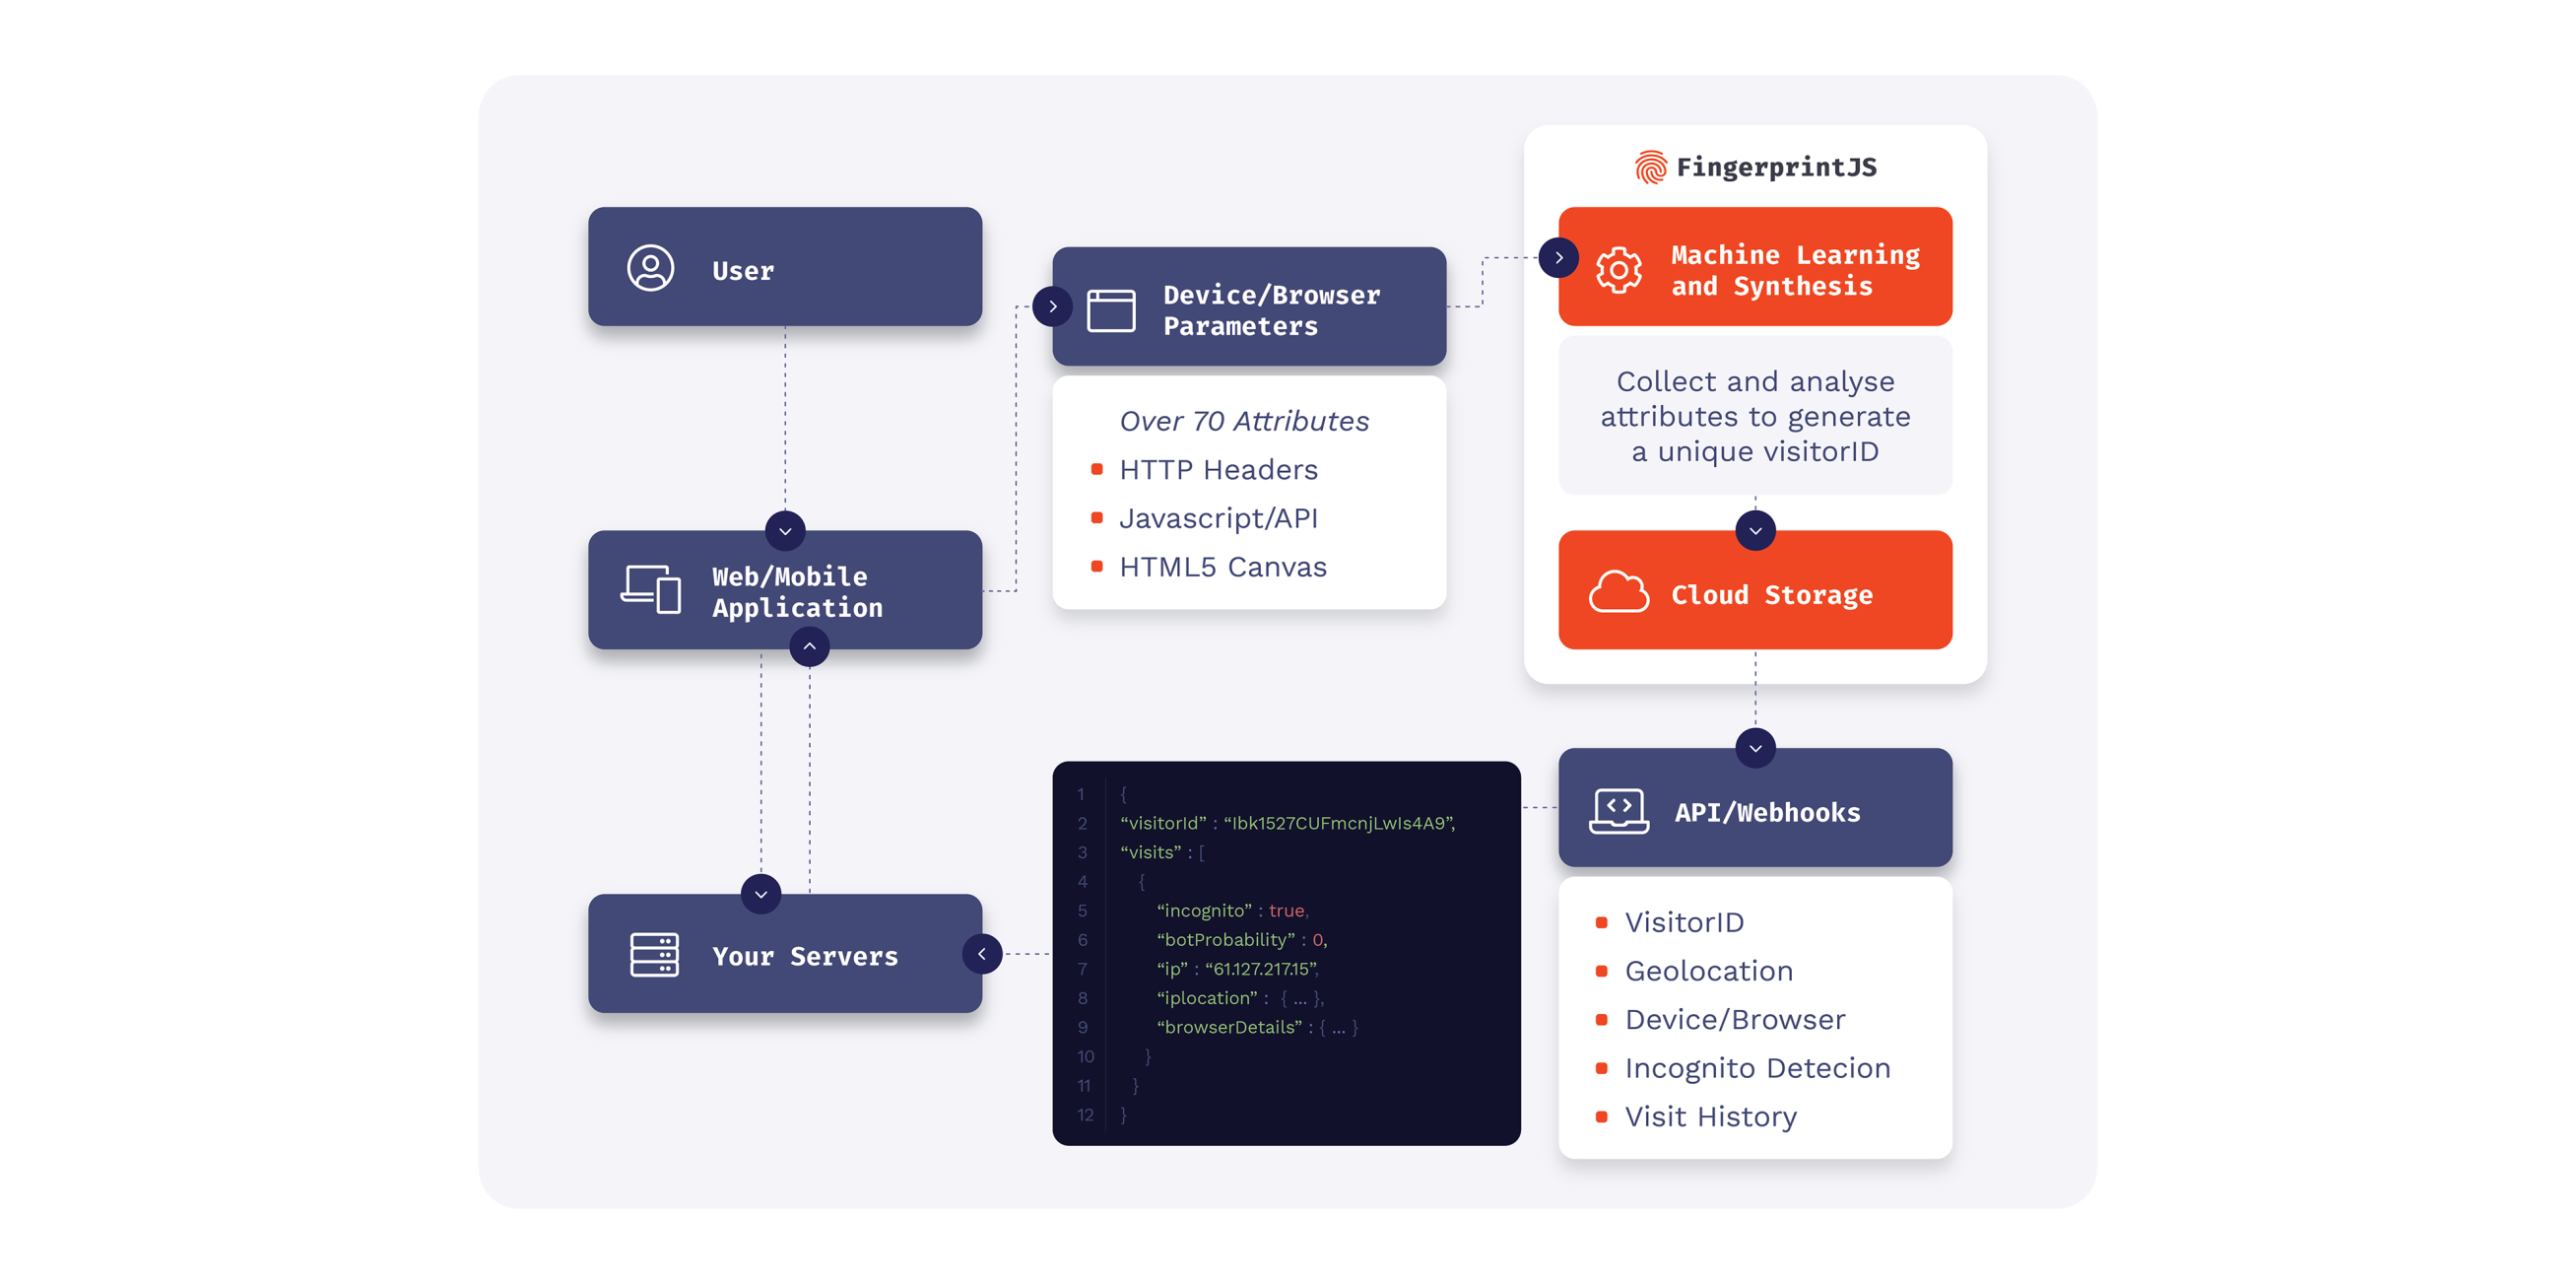 User
Web/Mobile
Application
Your Servers
Device/Browser
Parameters
Over 70 Attributes
HTTP Headers
Javascript/API
HTML5 Canvas
FingerprintJS
Machine Learning
and Synthesis
Collect and analyse
attributes to generate
a unique visitorID
Cloud Storage
API/Webhooks
VisitorID
Geolocation
Device/Browser
Incognito Detecion
Visit History
1 {
2 “visitorId” : “Ibk1527CUFmcnjLwIs4A9”,
3 “visits” : [
4 {
5 “incognito” : true,
6 “botProbability” : 0,
7 “ip” : “61.127.217.15”,
8 “iplocation” : { ... },
9 “browserDetails” : { ... }
10 }
11 }
12 }